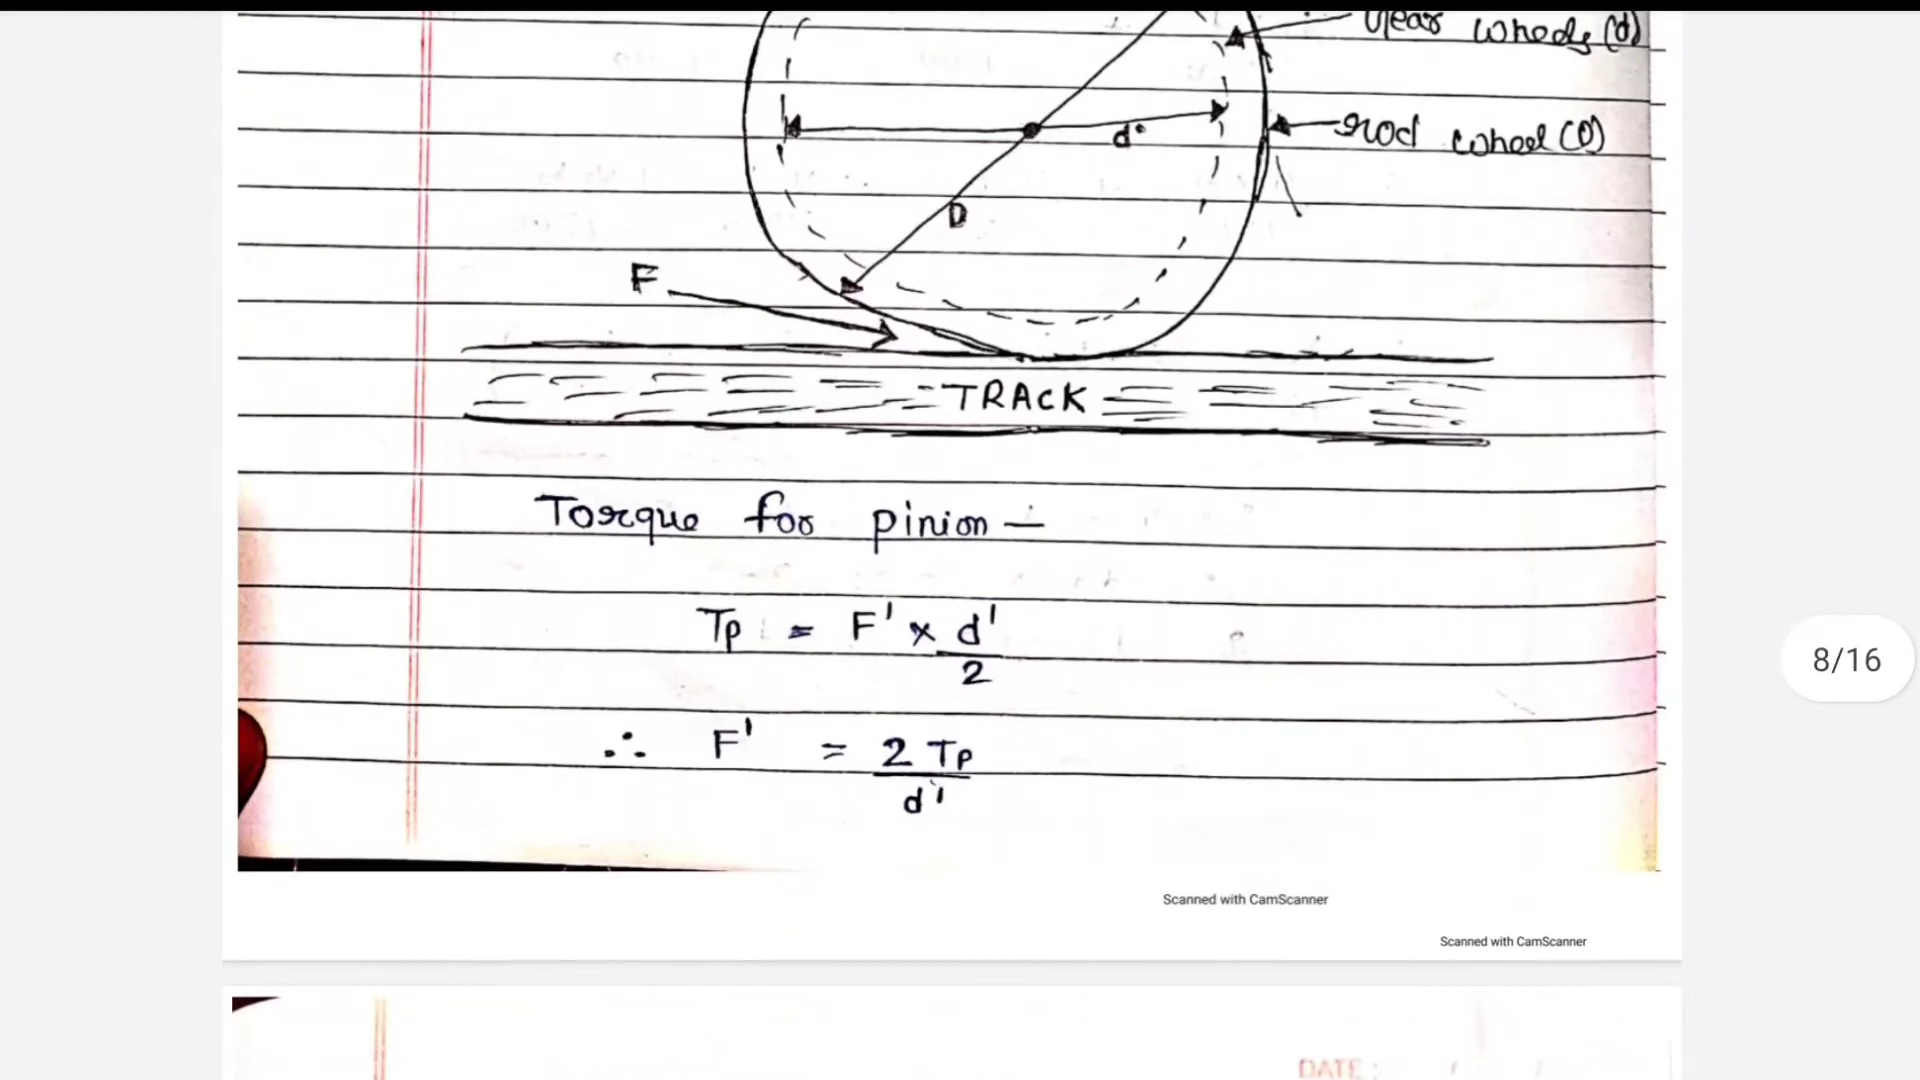 Gear wheels (d)
rod wheel (D)
d'
D
F
TRACK
Torque for pinion —
Tp = F' × d'
2
∴ F' = 2 Tp
d'
8/16
Scanned with CamScanner
Scanned with CamScanner
DATE :